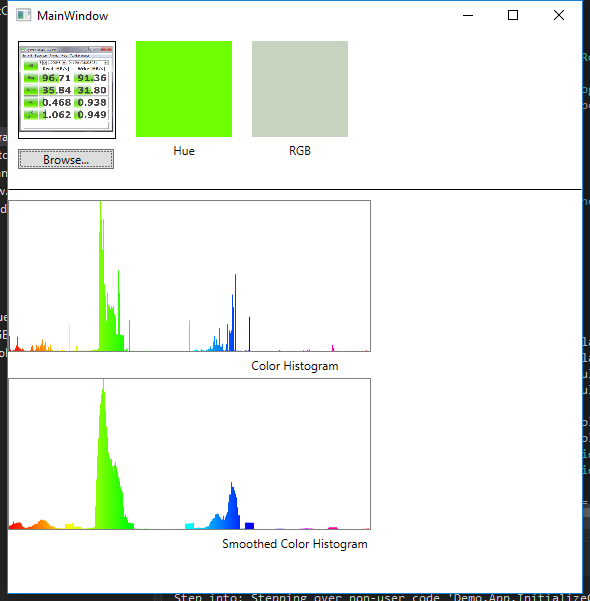 MainWindow
96.71 91.36
35.84 31.80
0.468 0.938
1.062 0.949
Browse...
Hue
RGB
Color Histogram
Smoothed Color Histogram
Step into: Stepping over non-user code 'Demo.App.Initialize